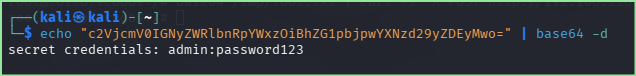 ┌──(kali㉿kali)-[~]
└─$ echo "c2VjcmV0IGNyZWRlbnRpYWxzOiBhZG1pbjpwYXNzd29yZDEyMwo=" | base64 -d
secret credentials: admin:password123